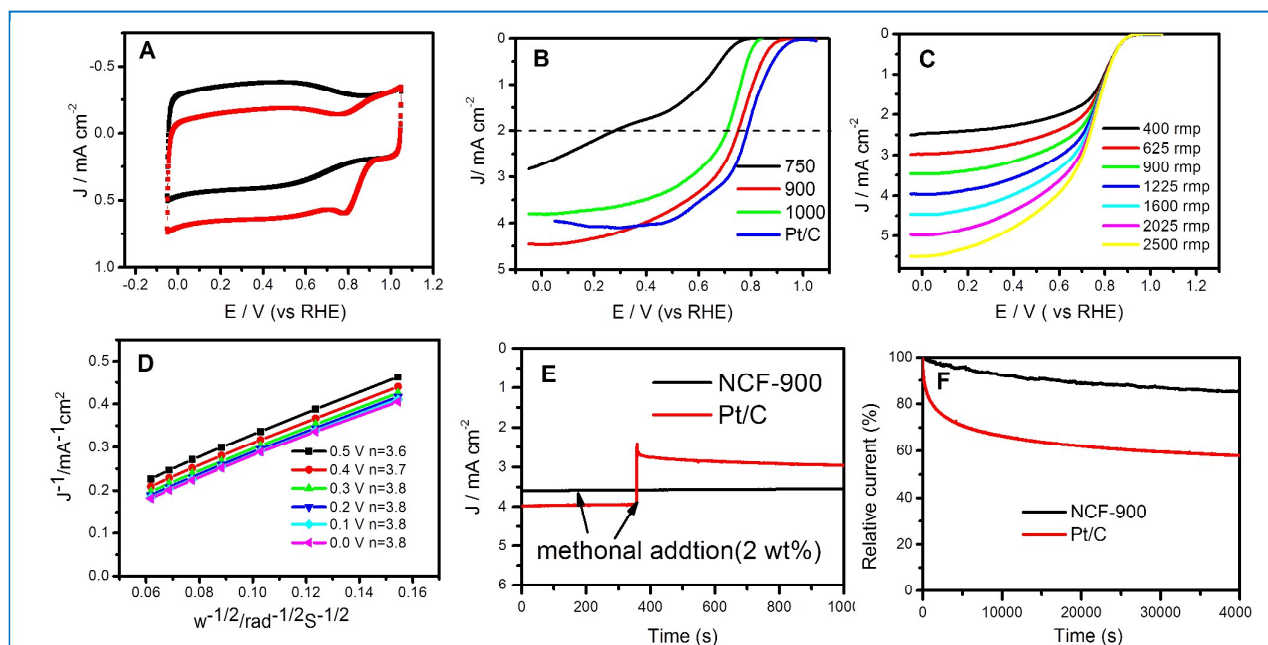 A
J / mA cm-2
-0.5
0.0
0.5
1.0
-0.2 0.0 0.2 0.4 0.6 0.8 1.0 1.2
E / V (vs RHE)
B
J/ mA cm-2
0
1
2
3
4
5
750
900
1000
Pt/C
0.0 0.2 0.4 0.6 0.8 1.0
E / V (vs RHE)
C
J / mA cm-2
0
1
2
3
4
5
400 rmp
625 rmp
900 rmp
1225 rmp
1600 rmp
2025 rmp
2500 rmp
0.0 0.2 0.4 0.6 0.8 1.0 1.2
E / V ( vs RHE)
D
J-1/mA-1cm2
0.5
0.4
0.3
0.2
0.1
0.0
0.5 V n=3.6
0.4 V n=3.7
0.3 V n=3.8
0.2 V n=3.8
0.1 V n=3.8
0.0 V n=3.8
0.06 0.08 0.10 0.12 0.14 0.16
w-1/2/rad-1/2S-1/2
E
J / mA cm-2
0
1
2
3
4
5
6
NCF-900
Pt/C
methonal addtion(2 wt%)
0 200 400 600 800 1000
Time (s)
F
Relative current (%)
100
80
60
40
20
0
NCF-900
Pt/C
0 10000 20000 30000 4000
Time (s)